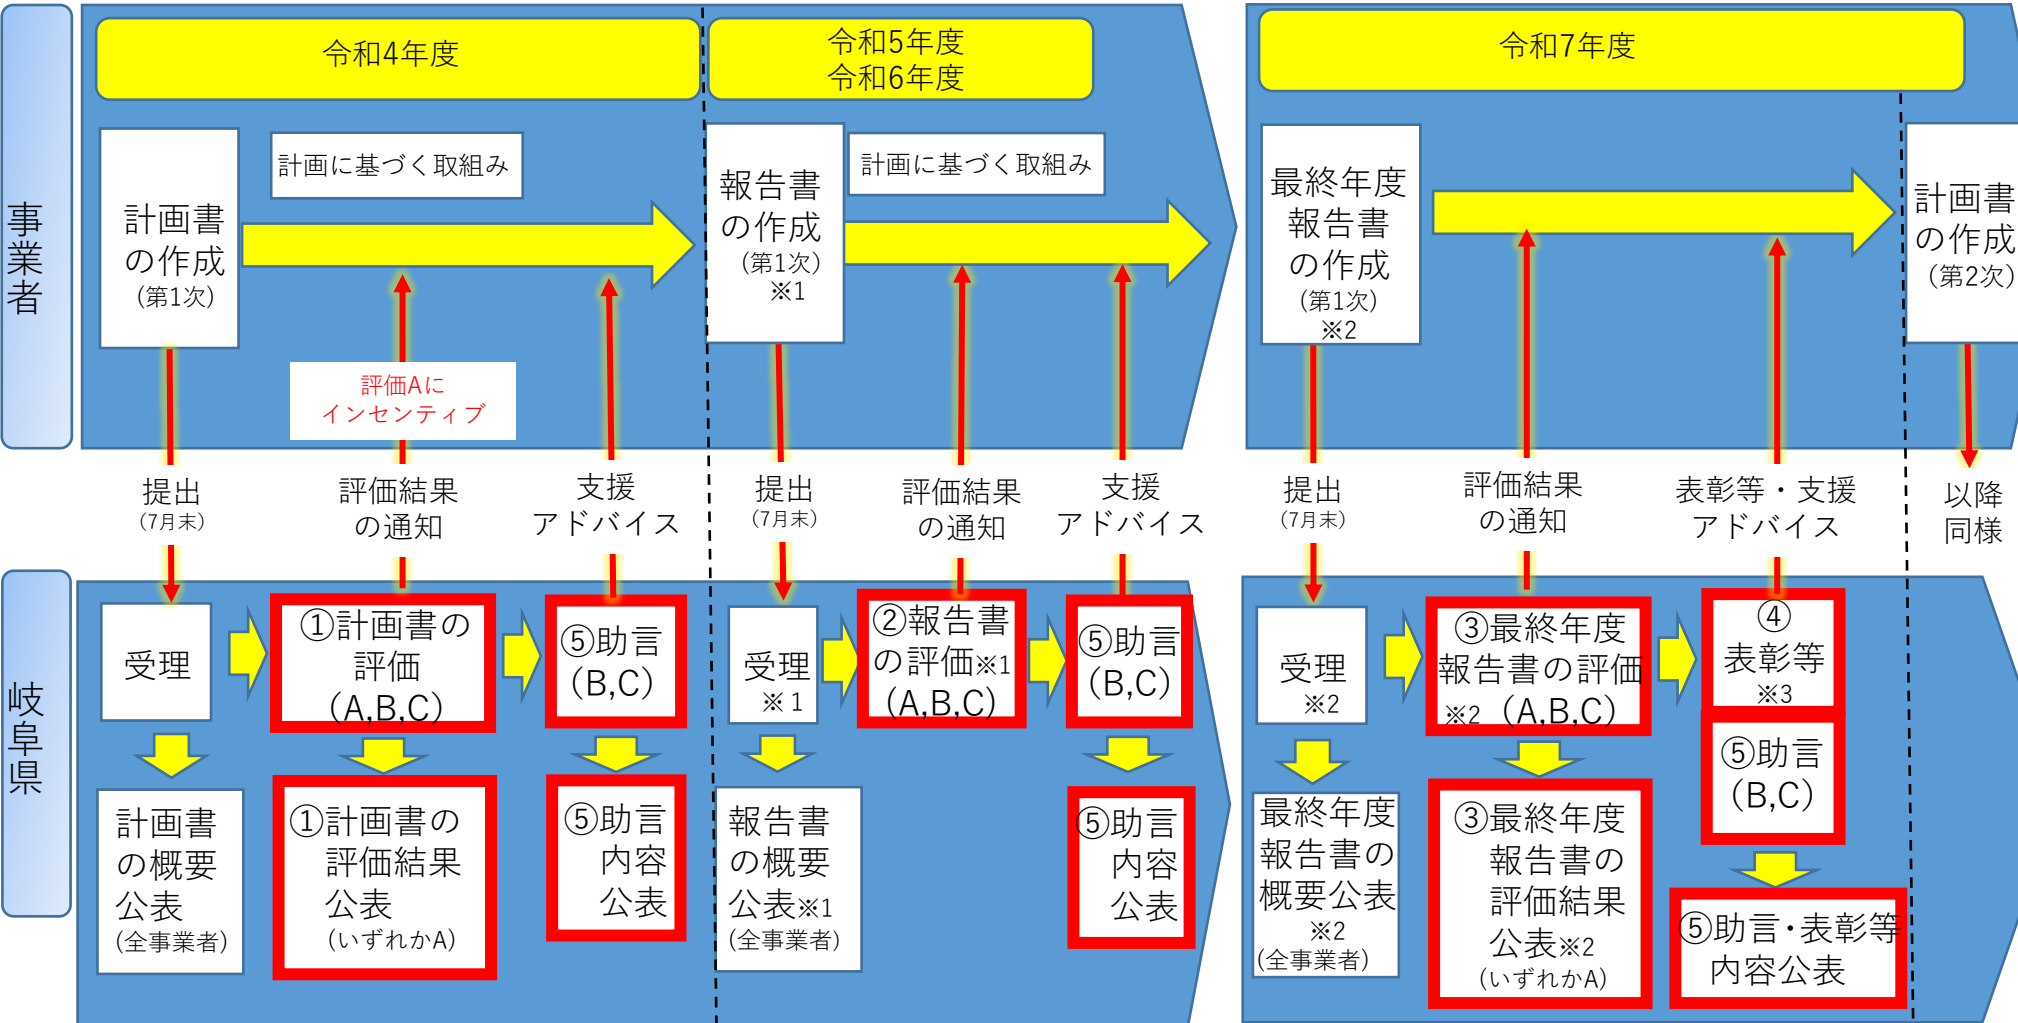 令和4年度
令和5年度
令和6年度
令和7年度
事業者
計画書
の作成
(第1次)
計画に基づく取組み
報告書
の作成
(第1次)
※1
計画に基づく取組み
最終年度
報告書
の作成
(第1次)
※2
計画書
の作成
(第2次)
評価Aに
インセンティブ
提出
(7月末)
評価結果
の通知
支援
アドバイス
提出
(7月末)
評価結果
の通知
支援
アドバイス
提出
(7月末)
評価結果
の通知
表彰等・支援
アドバイス
以降
同様
岐阜県
受理
①計画書の
評価
(A,B,C)
⑤助言
(B,C)
受理
※1
②報告書
の評価※1
(A,B,C)
⑤助言
(B,C)
受理
※2
③最終年度
報告書の評価
※2 (A,B,C)
④
表彰等
※3
⑤助言
(B,C)
計画書
の概要
公表
(全事業者)
①計画書の
評価結果
公表
(いずれかA)
⑤助言
内容
公表
報告書
の概要
公表※1
(全事業者)
⑤助言
内容
公表
最終年度
報告書の
概要公表
※2
(全事業者)
③最終年度
報告書の
評価結果
公表※2
(いずれかA)
⑤助言・表彰等
内容公表